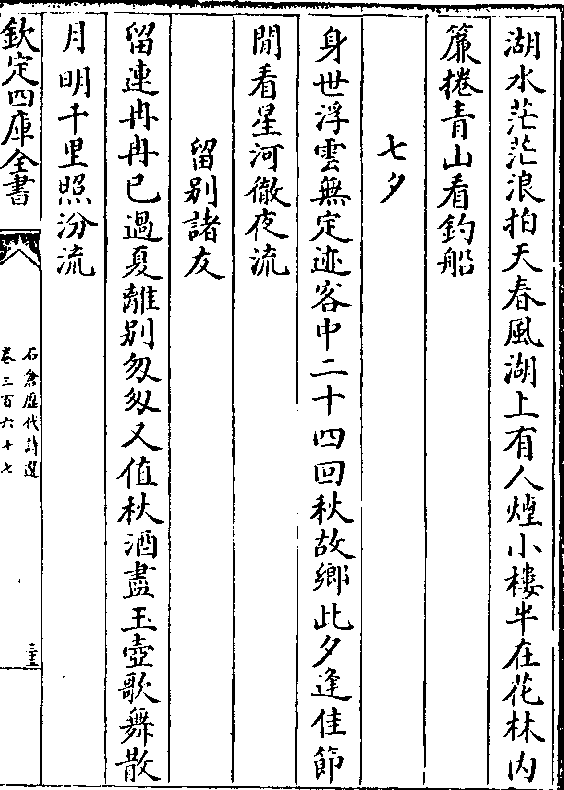 湖水茫茫浪拍天春風湖上有人煙小樓半在花林内
簾捲青山看釣船
七夕
身世浮雲無定迹客中二十四回秋故鄉此夕逢佳節
閒看星河徹夜流
留别諸友
留連冉冉已過夏離别匆匆又值秋酒盡玉壺歌舞散
月明千里照汾流
欽定四庫全書
石倉歴代詩選
卷三百六十七